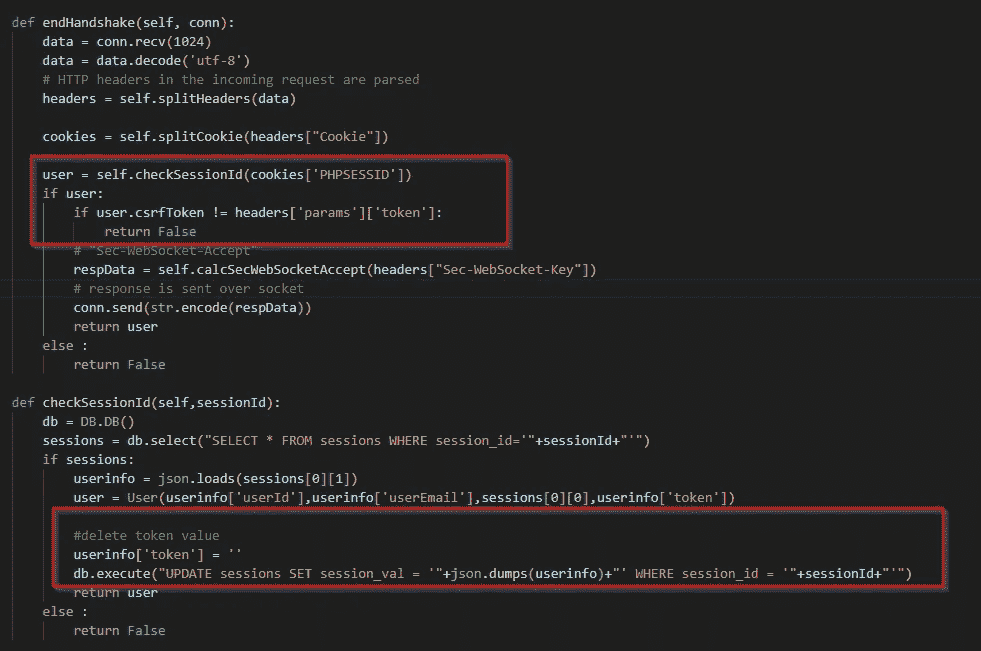 def endHandshake(self, conn):
    data = conn.recv(1024)
    data = data.decode('utf-8')
    # HTTP headers in the incoming request are parsed
    headers = self.splitHeaders(data)
    cookies = self.splitCookie(headers["Cookie"])
    user = self.checkSessionId(cookies['PHPSESSID'])
    if user:
        if user.csrfToken != headers['params']['token']:
            return False
        # "Sec-WebSocket-Accept"
        respData = self.calcSecWebSocketAccept(headers["Sec-WebSocket-Key"])
        # response is sent over socket
        conn.send(str.encode(respData))
        return user
    else :
        return False
def checkSessionId(self,sessionId):
    db = DB.DB()
    sessions = db.select("SELECT * FROM sessions WHERE session_id='"+sessionId+"'")
    if sessions:
        userinfo = json.loads(sessions[0][1])
        user = User(userinfo['userId'],userinfo['userEmail'],sessions[0][0],userinfo['token'])
        #delete token value
        userinfo['token'] = ''
        db.execute("UPDATE sessions SET session_val = '"+json.dumps(userinfo)+"' WHERE session_id = '"+sessionId+"'")
        return user
    else :
        return False